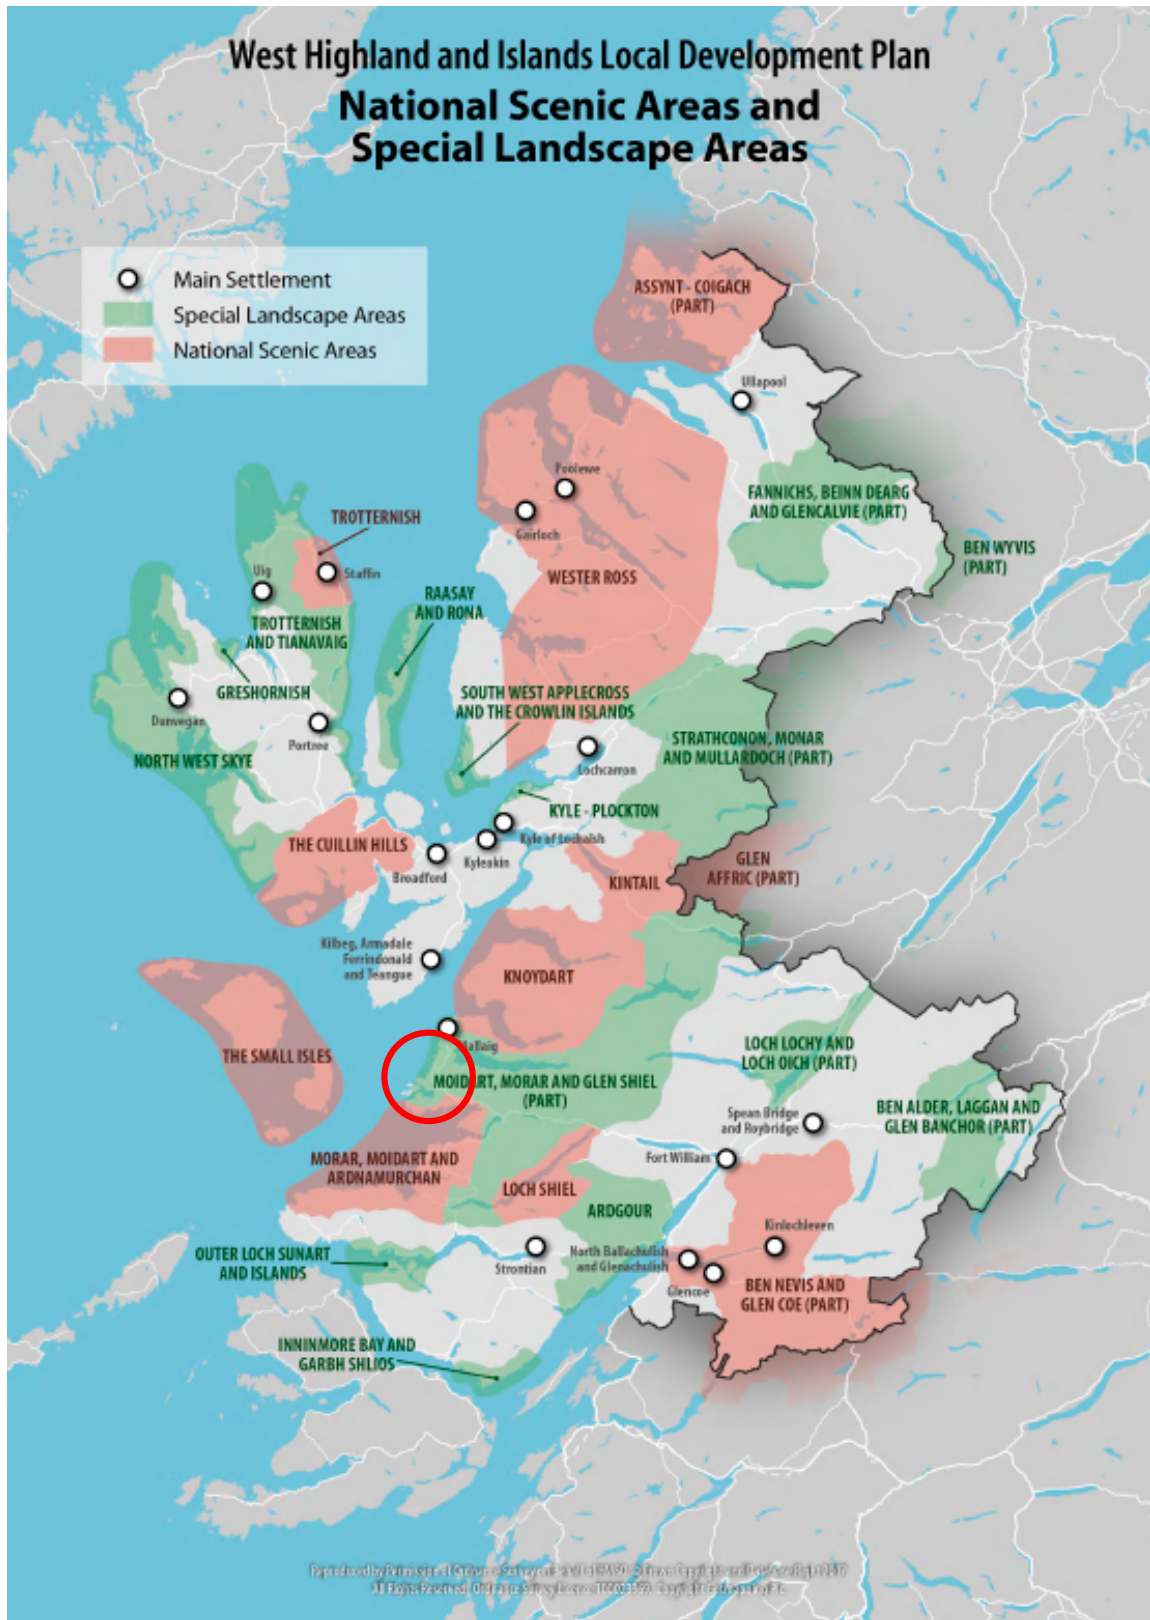 West Highland and Islands Local Development Plan
National Scenic Areas and
Special Landscape Areas
Main Settlement
Special Landscape Areas
National Scenic Areas
ASSYNT - COIGACH
(PART)
Ullapool
Poolewe
Gairloch
FANNICHS, BEINN DEARG
AND GLENCALVIE (PART)
BEN WYVIS
(PART)
TROTTERNISH
Staffin
Uig
WESTER ROSS
RAASAY
AND RONA
TROTTERNISH
AND TIANAVAIG
GRESHORNISH
SOUTH WEST APPLECROSS
AND THE CROWLIN ISLANDS
Dunvegan
Portree
NORTH WEST SKYE
STRATHCONON, MONAR
AND MULLARDOCH (PART)
Lochcarron
KYLE - PLOCKTON
Kyle of Lochalsh
THE CUILLIN HILLS
Kyleakin
Broadford
GLEN
AFFRIC (PART)
KINTAIL
Kilbeg, Armadale
Ferrindonald
and Teangue
KNOYDART
Mallaig
THE SMALL ISLES
LOCH LOCHY AND
LOCH OICH (PART)
MOIDART, MORAR AND GLEN SHIEL
(PART)
Spean Bridge
and Roybridge
BEN ALDER, LAGGAN AND
GLEN BANCHOR (PART)
MORAR, MOIDART AND
ARDNAMURCHAN
Fort William
LOCH SHIEL
ARDGOUR
Kinlochleven
OUTER LOCH SUNART
AND ISLANDS
Strontian
North Ballachulish
and Glenachulish
Glencoe
BEN NEVIS AND
GLEN COE (PART)
INNINMORE BAY AND
GARBH SHLIOS